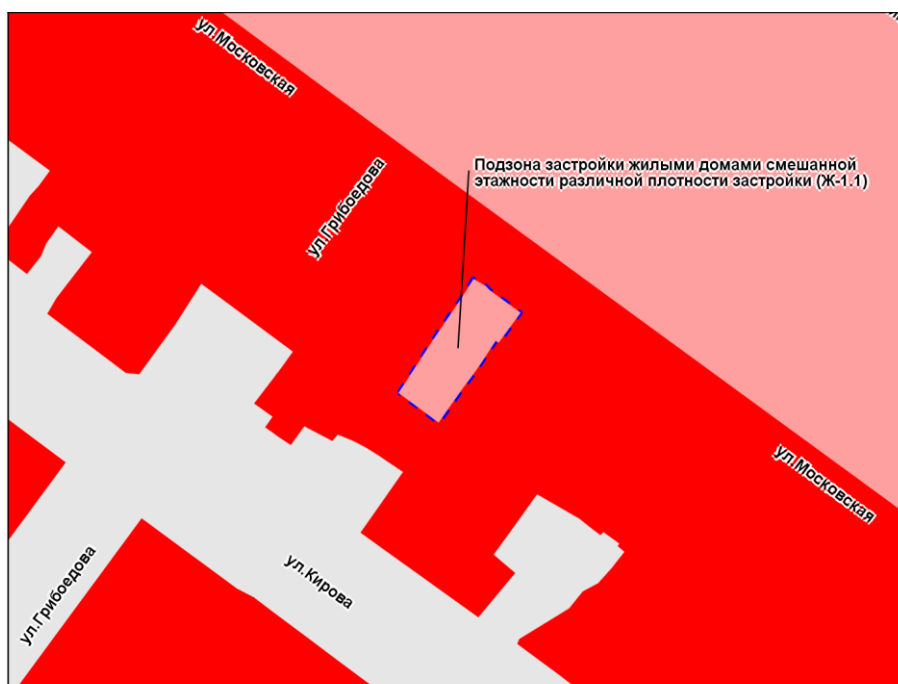 ул.Московская
ул.Грибоедова
Подзона застройки жилыми домами смешанной
этажности различной плотности застройки (Ж-1.1)
ул.Московская
ул.Кирова
ул.Грибоедова